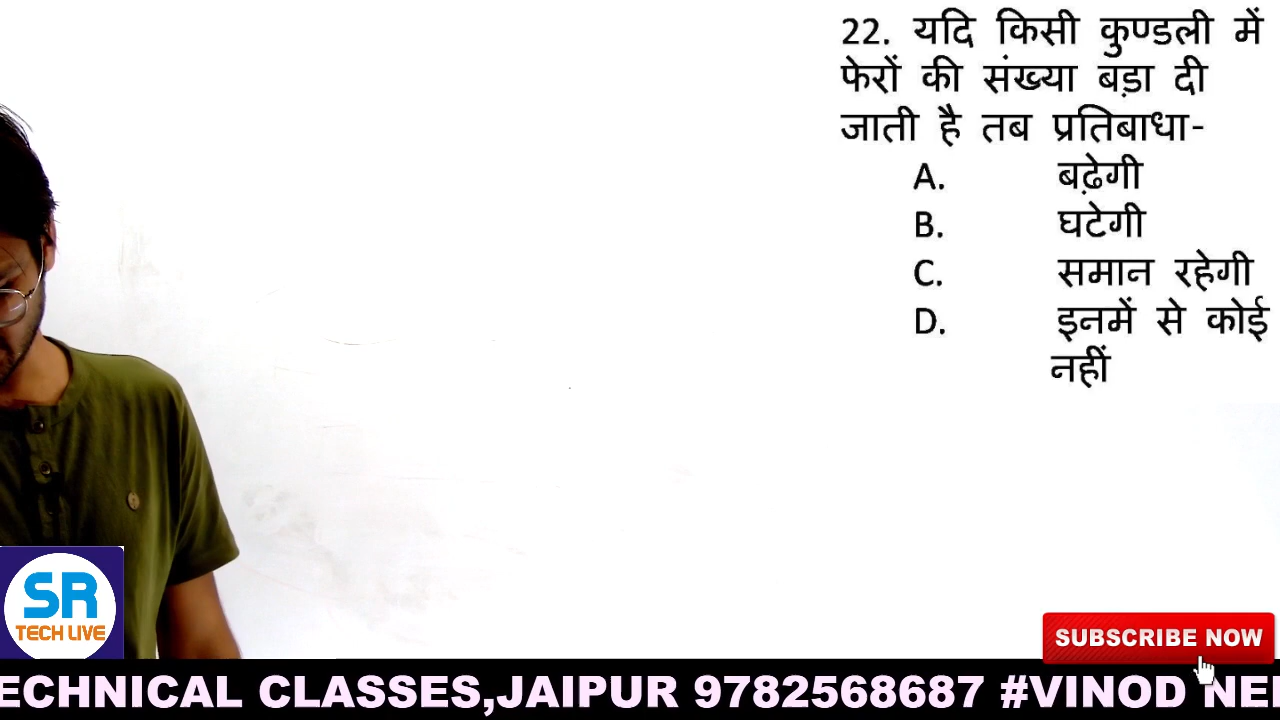 22. यदि किसी कुण्डली में
फेरों की संख्या बड़ा दी
जाती है तब प्रतिबाधा-
A. बढ़ेगी
B. घटेगी
C. समान रहेगी
D. इनमें से कोई
नहीं
SR
TECH LIVE
SUBSCRIBE NOW
ECHNICAL CLASSES,JAIPUR 9782568687 #VINOD NEH